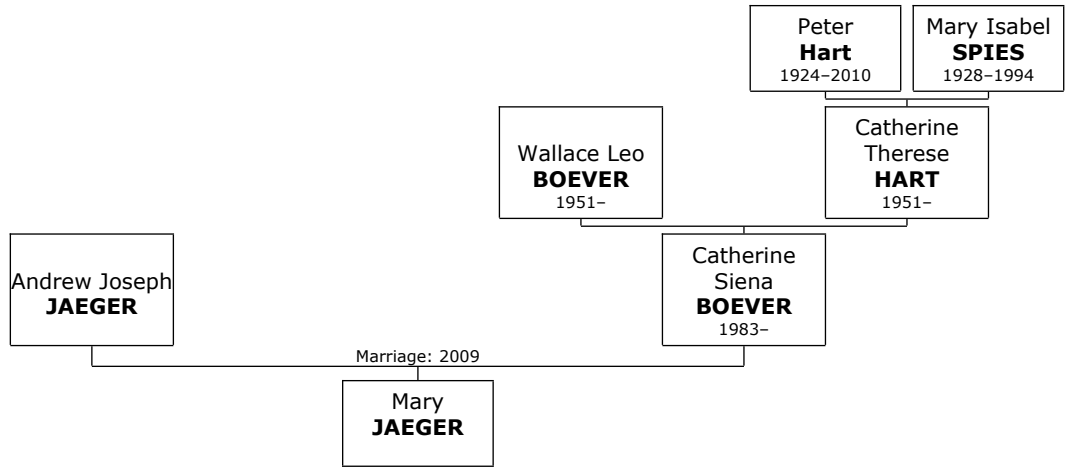 Peter
Hart
1924–2010
Mary Isabel
SPIES
1928–1994
Wallace Leo
BOEVER
1951–
Catherine
Therese
HART
1951–
Andrew Joseph
JAEGER
Catherine
Siena
BOEVER
1983–
Marriage: 2009
Mary
JAEGER